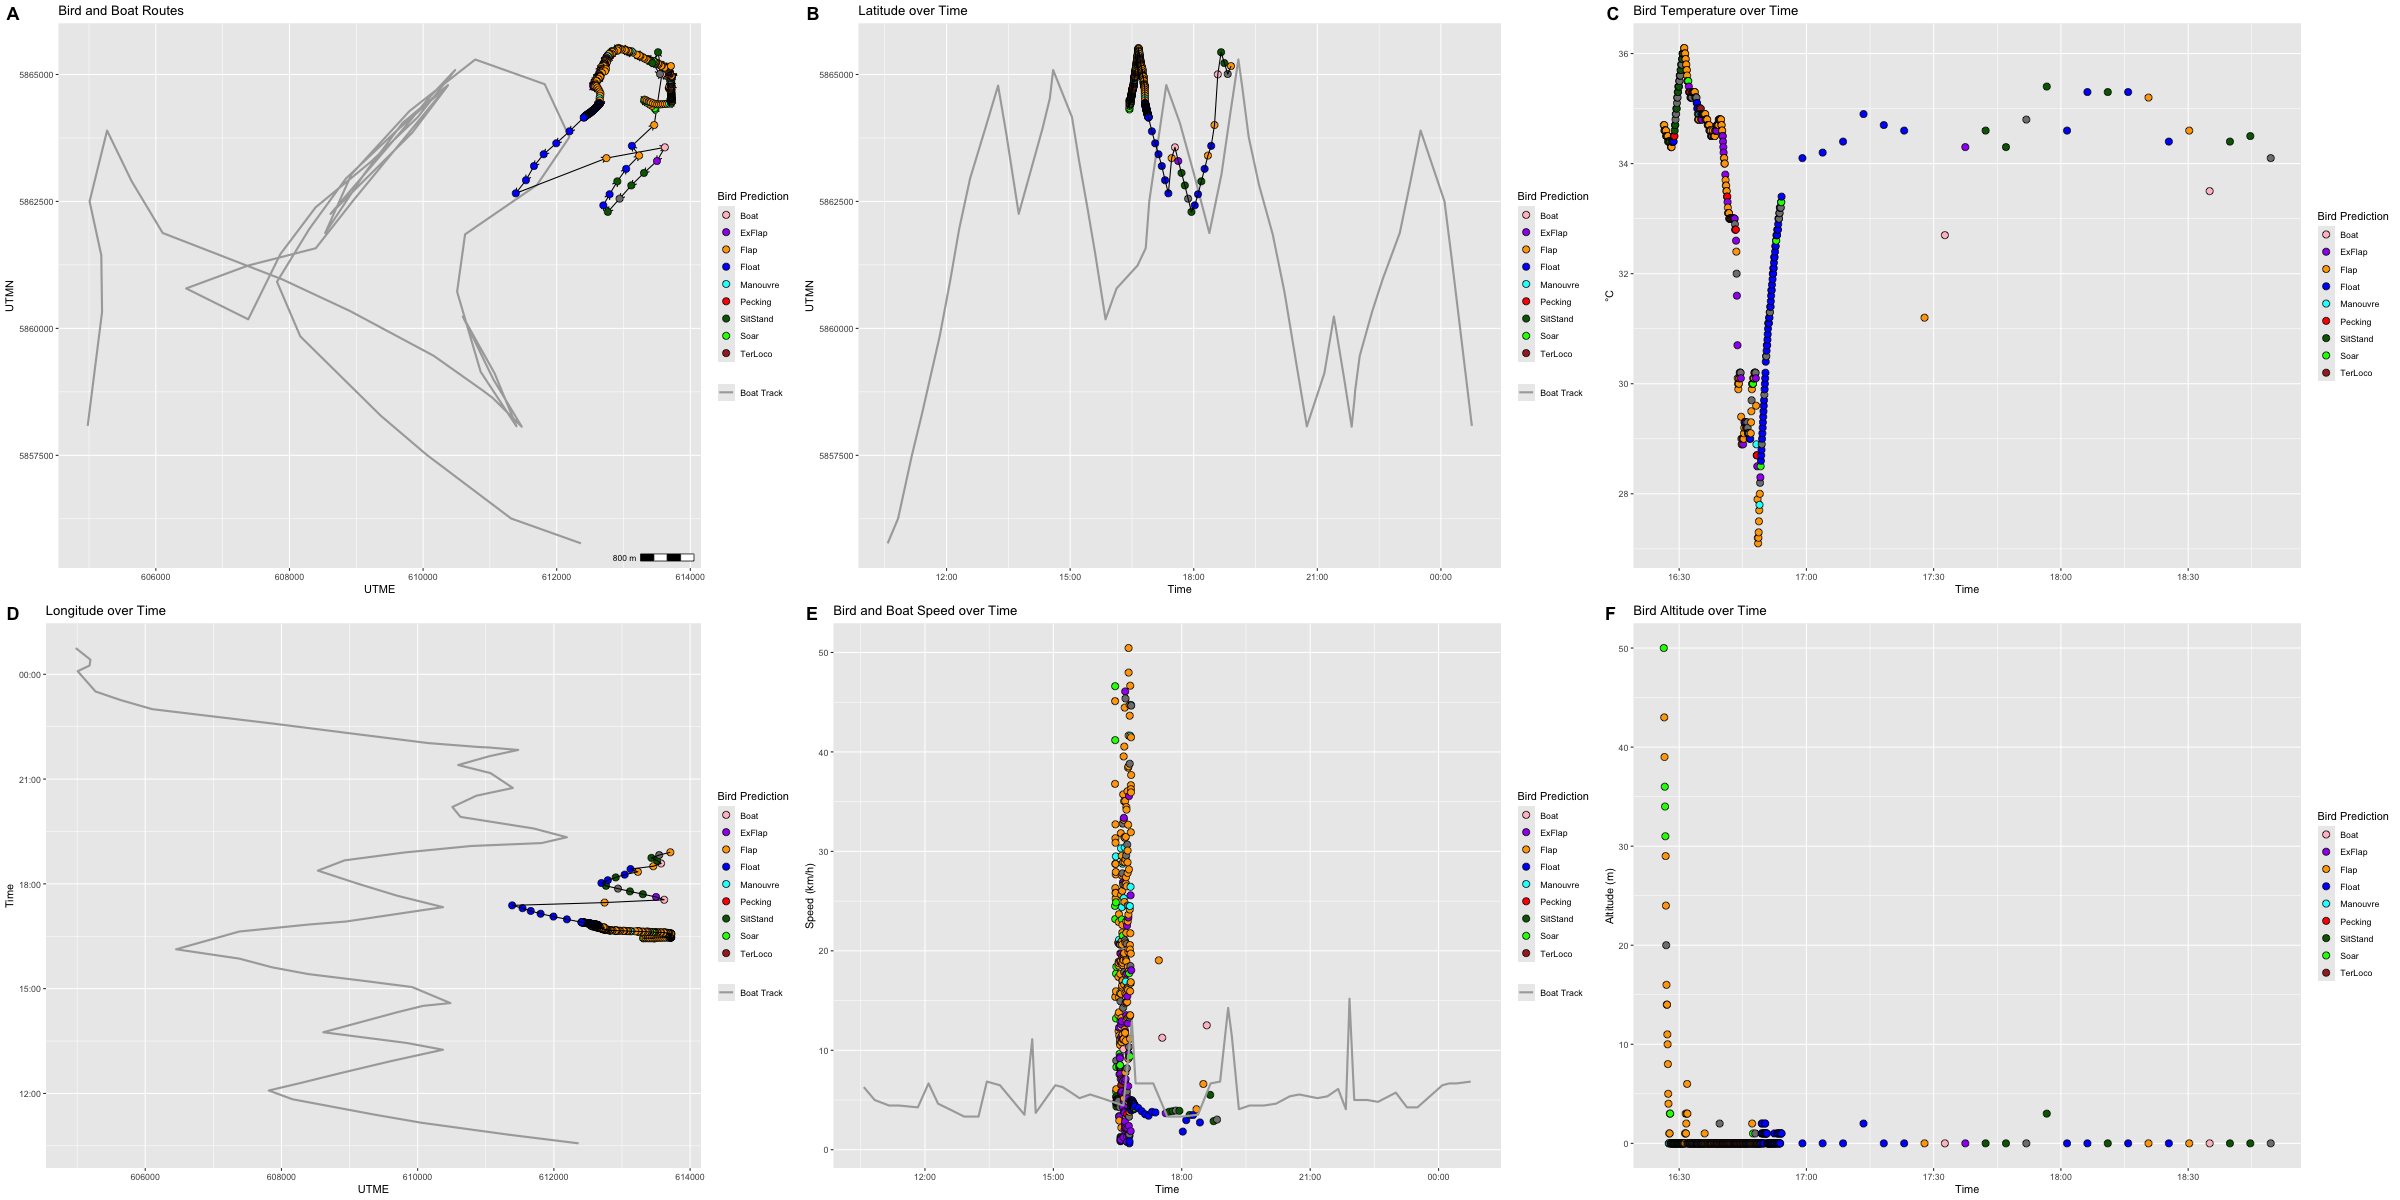 A Bird and Boat Routes
UTMN
5865000
5862500
5860000
5857500
800 m
606000 608000 610000 612000 614000
UTME
Bird Prediction
Boat
ExFlap
Flap
Float
Manouvre
Pecking
SitStand
Soar
TerLoco
Boat Track
B Latitude over Time
UTMN
5865000
5862500
5860000
5857500
12:00 15:00 18:00 21:00 00:00
Time
Bird Prediction
Boat
ExFlap
Flap
Float
Manouvre
Pecking
SitStand
Soar
TerLoco
Boat Track
C Bird Temperature over Time
°C
36
34
32
30
28
16:30 17:00 17:30 18:00 18:30
Time
Bird Prediction
Boat
ExFlap
Flap
Float
Manouvre
Pecking
SitStand
Soar
TerLoco
D Longitude over Time
Time
00:00
21:00
18:00
15:00
12:00
606000 608000 610000 612000 614000
UTME
Bird Prediction
Boat
ExFlap
Flap
Float
Manouvre
Pecking
SitStand
Soar
TerLoco
Boat Track
E Bird and Boat Speed over Time
Speed (km/h)
50
40
30
20
10
0
12:00 15:00 18:00 21:00 00:00
Time
Bird Prediction
Boat
ExFlap
Flap
Float
Manouvre
Pecking
SitStand
Soar
TerLoco
Boat Track
F Bird Altitude over Time
Altitude (m)
50
40
30
20
10
0
16:30 17:00 17:30 18:00 18:30
Time
Bird Prediction
Boat
ExFlap
Flap
Float
Manouvre
Pecking
SitStand
Soar
TerLoco